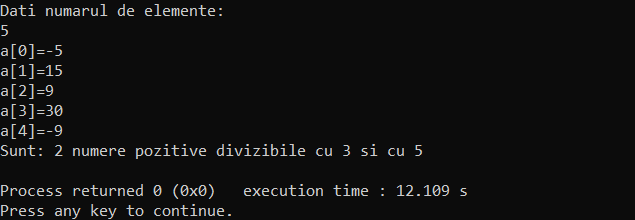 Dati numarul de elemente:
5
a[0]=-5
a[1]=15
a[2]=9
a[3]=30
a[4]=-9
Sunt: 2 numere pozitive divizibile cu 3 si cu 5
Process returned 0 (0x0)   execution time : 12.109 s
Press any key to continue.